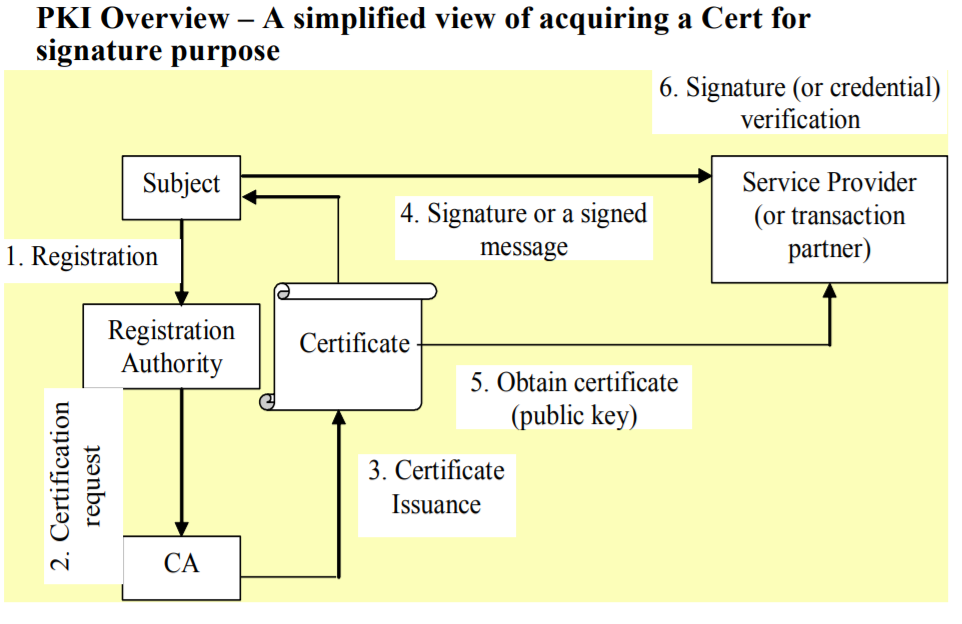 PKI Overview – A simplified view of acquiring a Cert for
signature purpose
6. Signature (or credential)
verification
Subject
Service Provider
(or transaction
partner)
4. Signature or a signed
message
1. Registration
Registration
Authority
Certificate
5. Obtain certificate
(public key)
2. Certification
request
3. Certificate
Issuance
CA